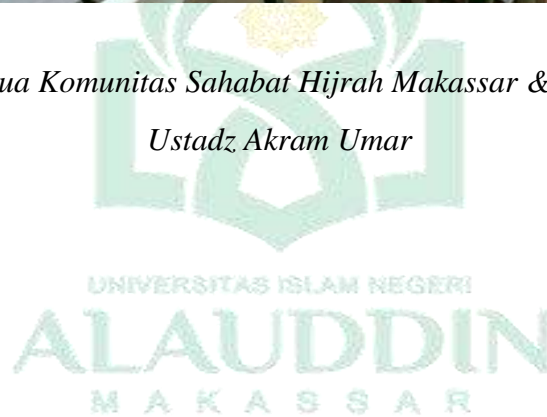 ua Komunitas Sahabat Hijrah Makassar &
Ustadz Akram Umar
UNIVERSITAS ISLAM NEGERI
ALAUDDIN
MAKASSAR